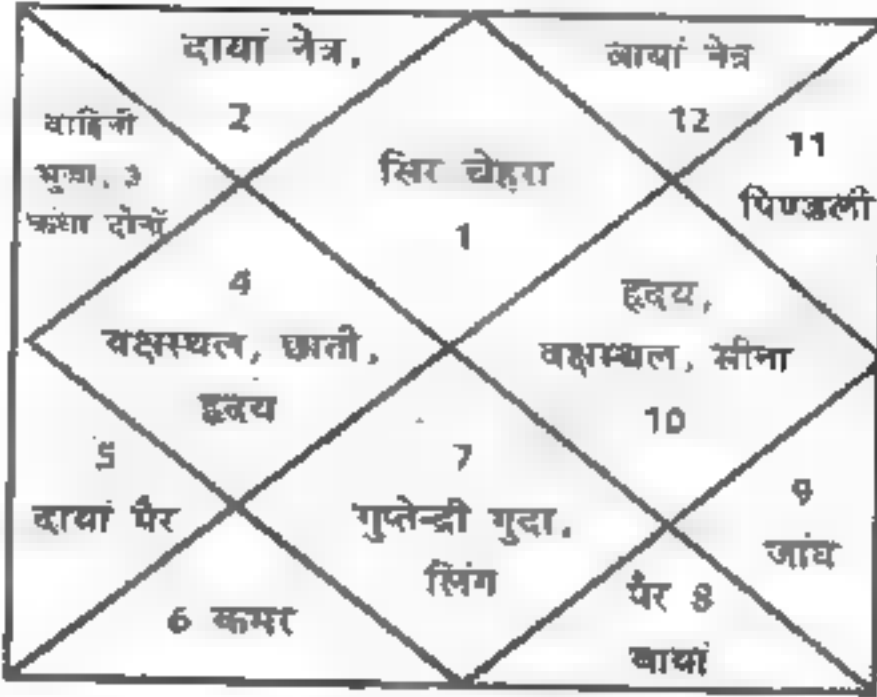 दायां नेत्र,
2
बायां नेत्र
12
दाहिनी
भुजा, 3
कंधा दोनों
सिर चेहरा
1
11
पिण्डली
4
वक्षस्थल, छाती,
हृदय
हृदय,
वक्षस्थल, सीना
10
5
दायां पैर
7
गुप्तेन्द्री गुदा,
लिंग
9
जांघ
6 कमर
पैर 8
बायां